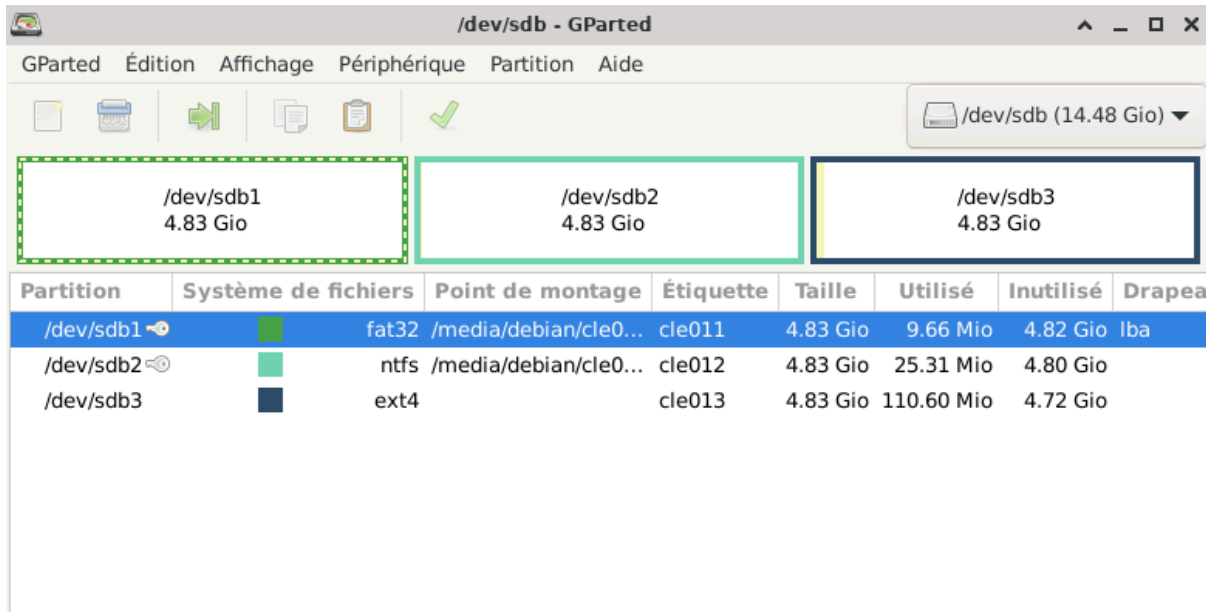 /dev/sdb - GParted
GParted Édition Affichage Périphérique Partition Aide
/dev/sdb (14.48 Gio)
/dev/sdb1 /dev/sdb2 /dev/sdb3
4.83 Gio 4.83 Gio 4.83 Gio
Partition Système de fichiers Point de montage Étiquette Taille Utilisé Inutilisé Drapea
/dev/sdb1 fat32 /media/debian/cle0... cle011 4.83 Gio 9.66 Mio 4.82 Gio lba
/dev/sdb2 ntfs /media/debian/cle0... cle012 4.83 Gio 25.31 Mio 4.80 Gio
/dev/sdb3 ext4 cle013 4.83 Gio 110.60 Mio 4.72 Gio